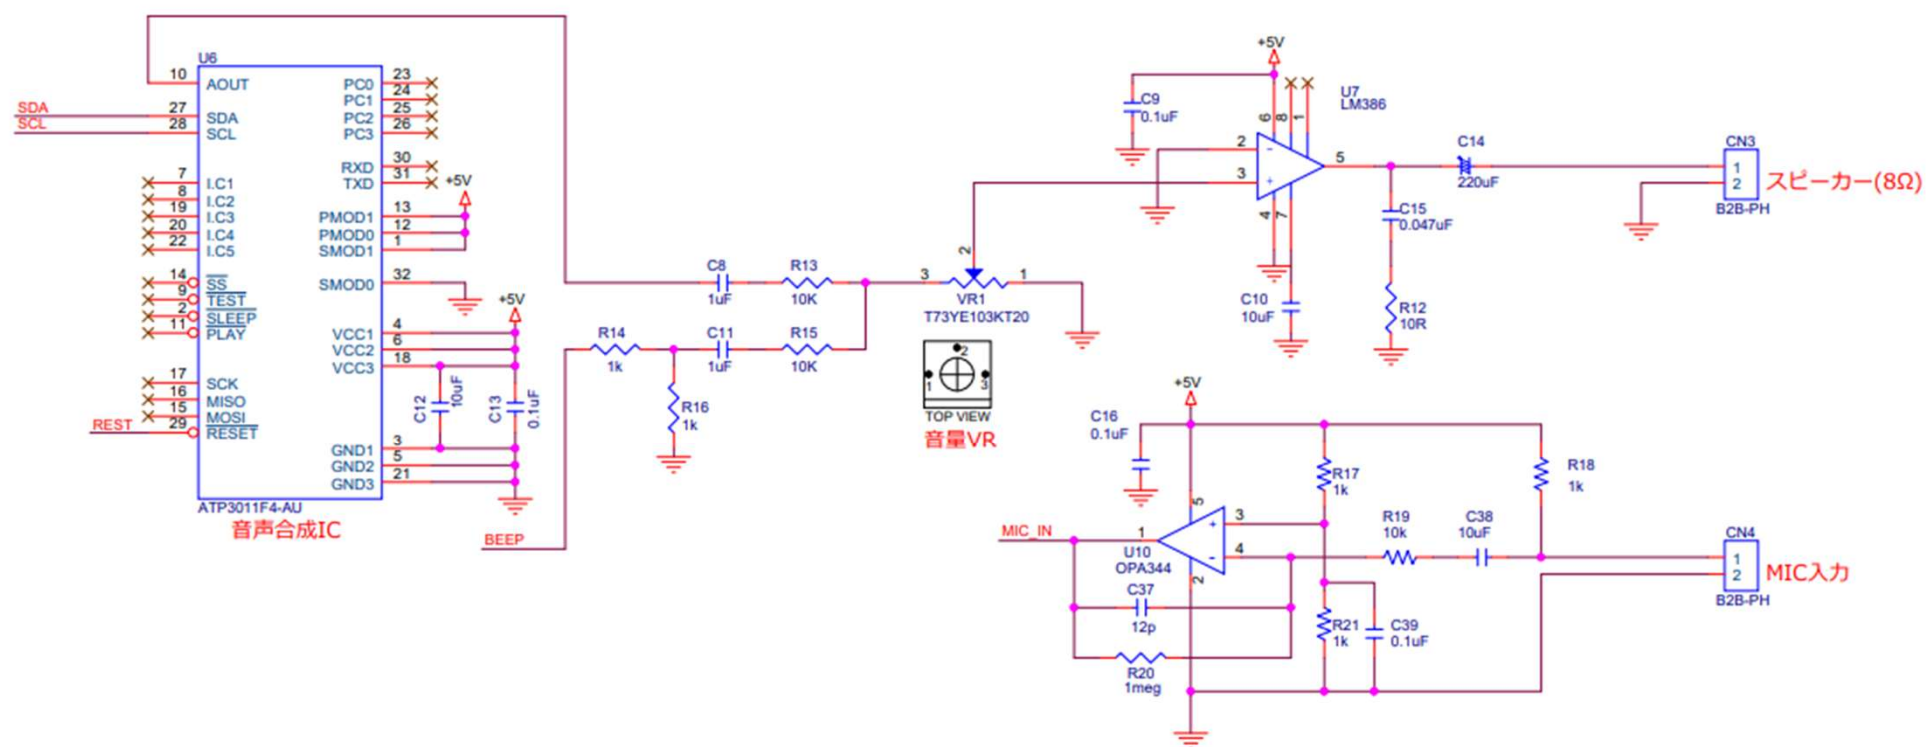 U6
10 AOUT
SDA 27 SDA
SCL 28 SCL
7 I.C1
8 I.C2
19 I.C3
20 I.C4
22 I.C5
14 SS
9 TEST
2 SLEEP
11 PLAY
17 SCK
16 MISO
15 MOSI
REST 29 RESET
PC0 23
PC1 24
PC2 25
PC3 26
RXD 30
TXD 31
+5V
PMOD1 13
PMOD0 12
SMOD1 1
SMOD0 32
+5V
VCC1 4
VCC2 6
VCC3 18
C12 10uF
C13 0.1uF
GND1 3
GND2 5
GND3 21
ATP3011F4-AU
音声合成IC
BEEP
C8
1uF
R13
10K
R14
1k
C11
1uF
R15
10K
R16
1k
3 2 1
VR1
T73YE103KT20
2
1 3
TOP VIEW
音量VR
+5V
C9
0.1uF
U7
LM386
6 8 1
2 -
3 +
5
4 7
C10
10uF
C14
220uF
C15
0.047uF
R12
10R
CN3
1
2
B2B-PH
スピーカー(8Ω)
+5V
C16
0.1uF
R17
1k
R18
1k
5
+ 3
- 4
MIC_IN 1
U10
OPA344
2
R19
10k
C38
10uF
C37
12p
R20
1meg
R21
1k
C39
0.1uF
CN4
1
2
B2B-PH
MIC入力